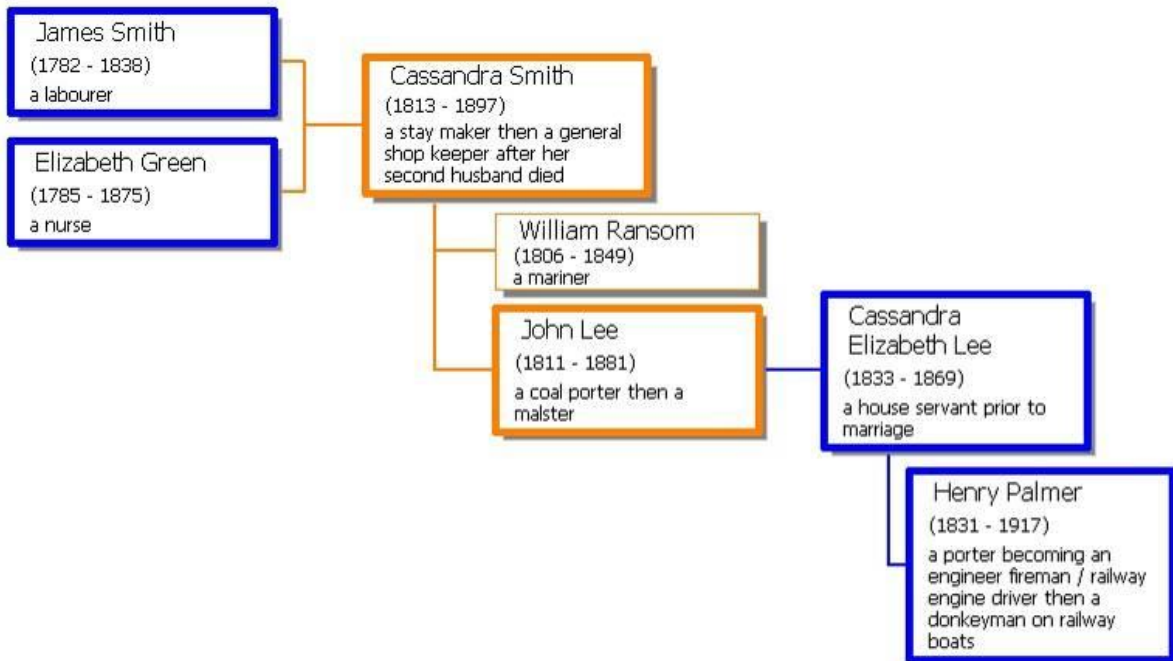 James Smith
(1782 - 1838)
a labourer
Elizabeth Green
(1785 - 1875)
a nurse
Cassandra Smith
(1813 - 1897)
a stay maker then a general
shop keeper after her
second husband died
William Ransom
(1806 - 1849)
a mariner
John Lee
(1811 - 1881)
a coal porter then a
malster
Cassandra
Elizabeth Lee
(1833 - 1869)
a house servant prior to
marriage
Henry Palmer
(1831 - 1917)
a porter becoming an
engineer fireman / railway
engine driver then a
donkeyman on railway
boats